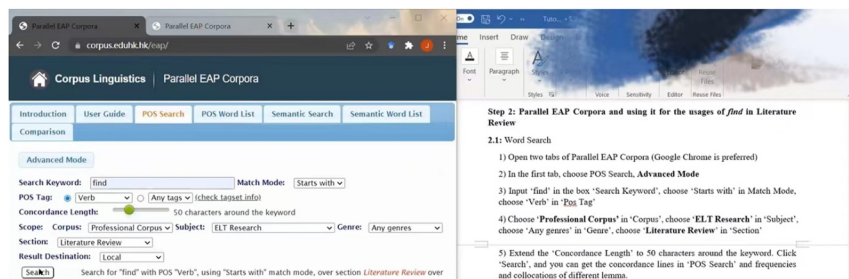 Parallel EAP Corpora
Parallel EAP Corpora
corpus.eduhk.hk/eap/
Corpus Linguistics | Parallel EAP Corpora
Introduction User Guide POS Search POS Word List Semantic Search Semantic Word List
Comparison
Advanced Mode
Search Keyword: find Match Mode: Starts with
POS Tag: Verb Any tags (check tagset info)
Concordance Length: 50 characters around the keyword
Scope: Corpus: Professional Corpus Subject: ELT Research Genre: Any genres
Section: Literature Review
Result Destination: Local
Search Search for "find" with POS "Verb", using "Starts with" match mode, over section Literature Review over
Insert Draw
Font Paragraph
Styles Voice Sensitivity Editor Reuse Files
Step 2: Parallel EAP Corpora and using it for the usages of find in Literature
Review
2.1: Word Search
1) Open two tabs of Parallel EAP Corpora (Google Chrome is preferred)
2) In the first tab, choose POS Search, Advanced Mode
3) Input ‘find’ in the box ‘Search Keyword’, choose ‘Starts with’ in Match Mode,
choose ‘Verb’ in ‘Pos Tag’
4) Choose ‘Professional Corpus’ in ‘Corpus’, choose ‘ELT Research’ in ‘Subject’,
choose ‘Any genres’ in ‘Genre’, choose ‘Literature Review’ in ‘Section’
5) Extend the ‘Concordance Length’ to 50 characters around the keyword. Click
‘Search’, and you can get the concordance lines in ‘POS Search’ and frequencies
and collocations of different lemma.